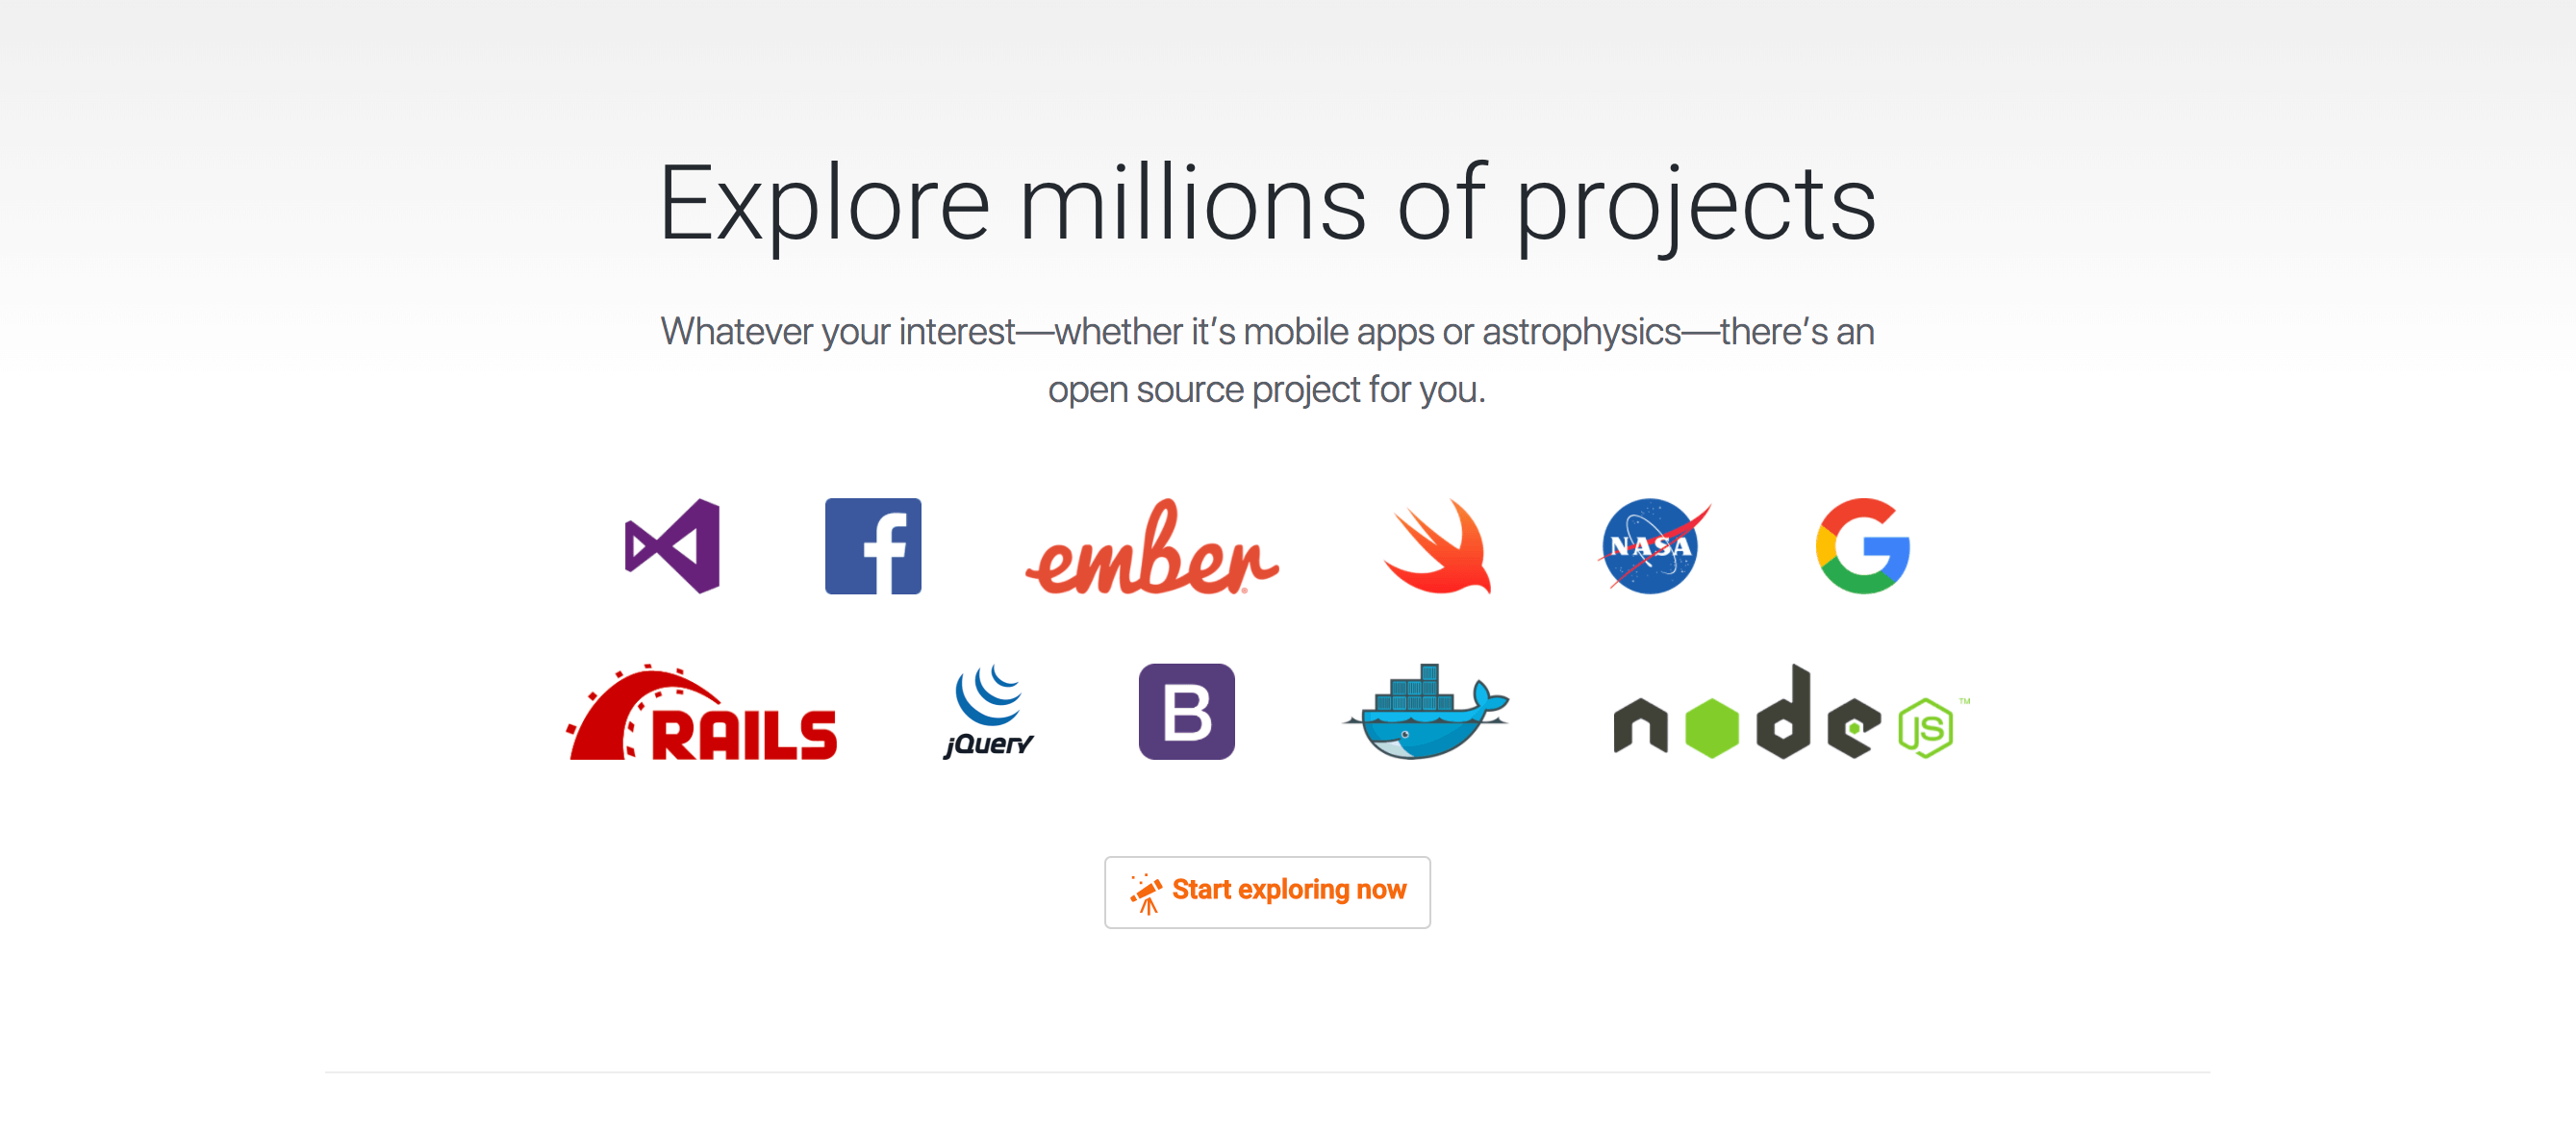 Explore millions of projects
Whatever your interest—whether it’s mobile apps or astrophysics—there’s an
open source project for you.
ember
NASA
G
RAILS
jQuery
B
node JS ™
Start exploring now